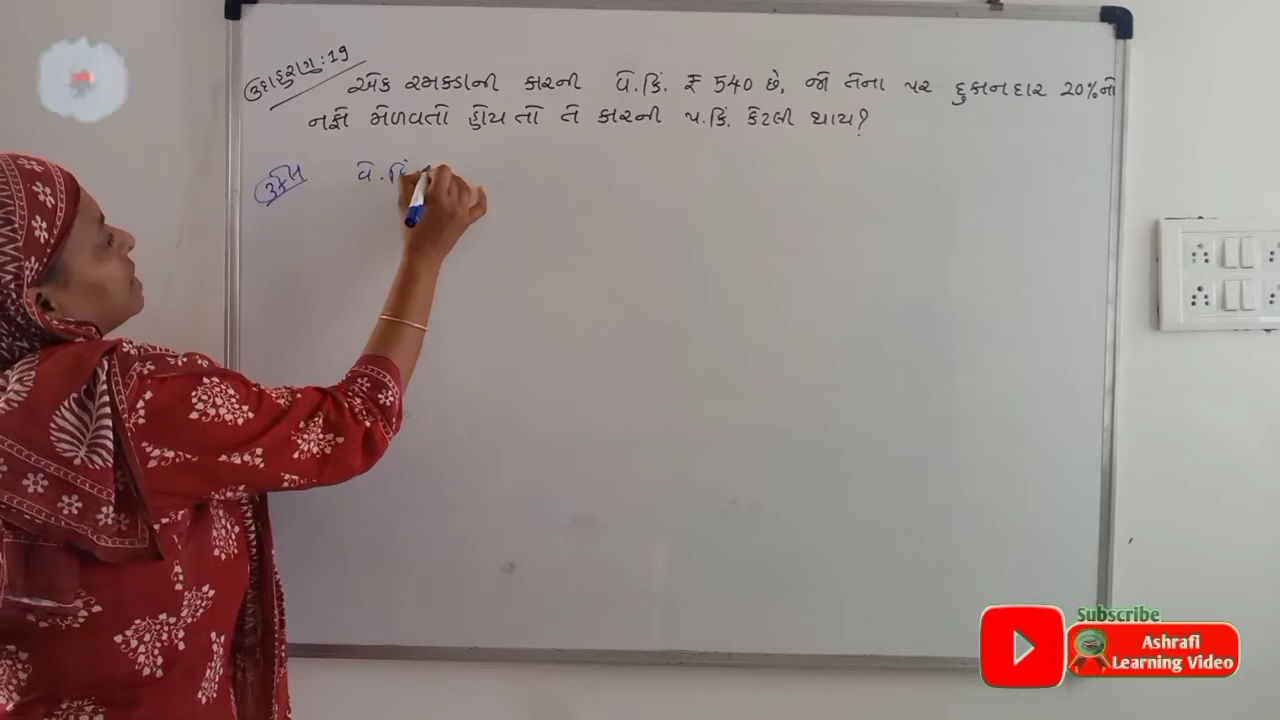 ઉદાહરણ : 19
એક રમકડાની કારની વે.કિં. ₹ 540 છે, જો તેના પર દુકાનદાર 20% નો
નફો મેળવતો હોય તો તે કારની પ.કિં. કેટલી થાય?
ઉકેલ
વે.કિં
Subscribe
Ashrafi
Learning Video